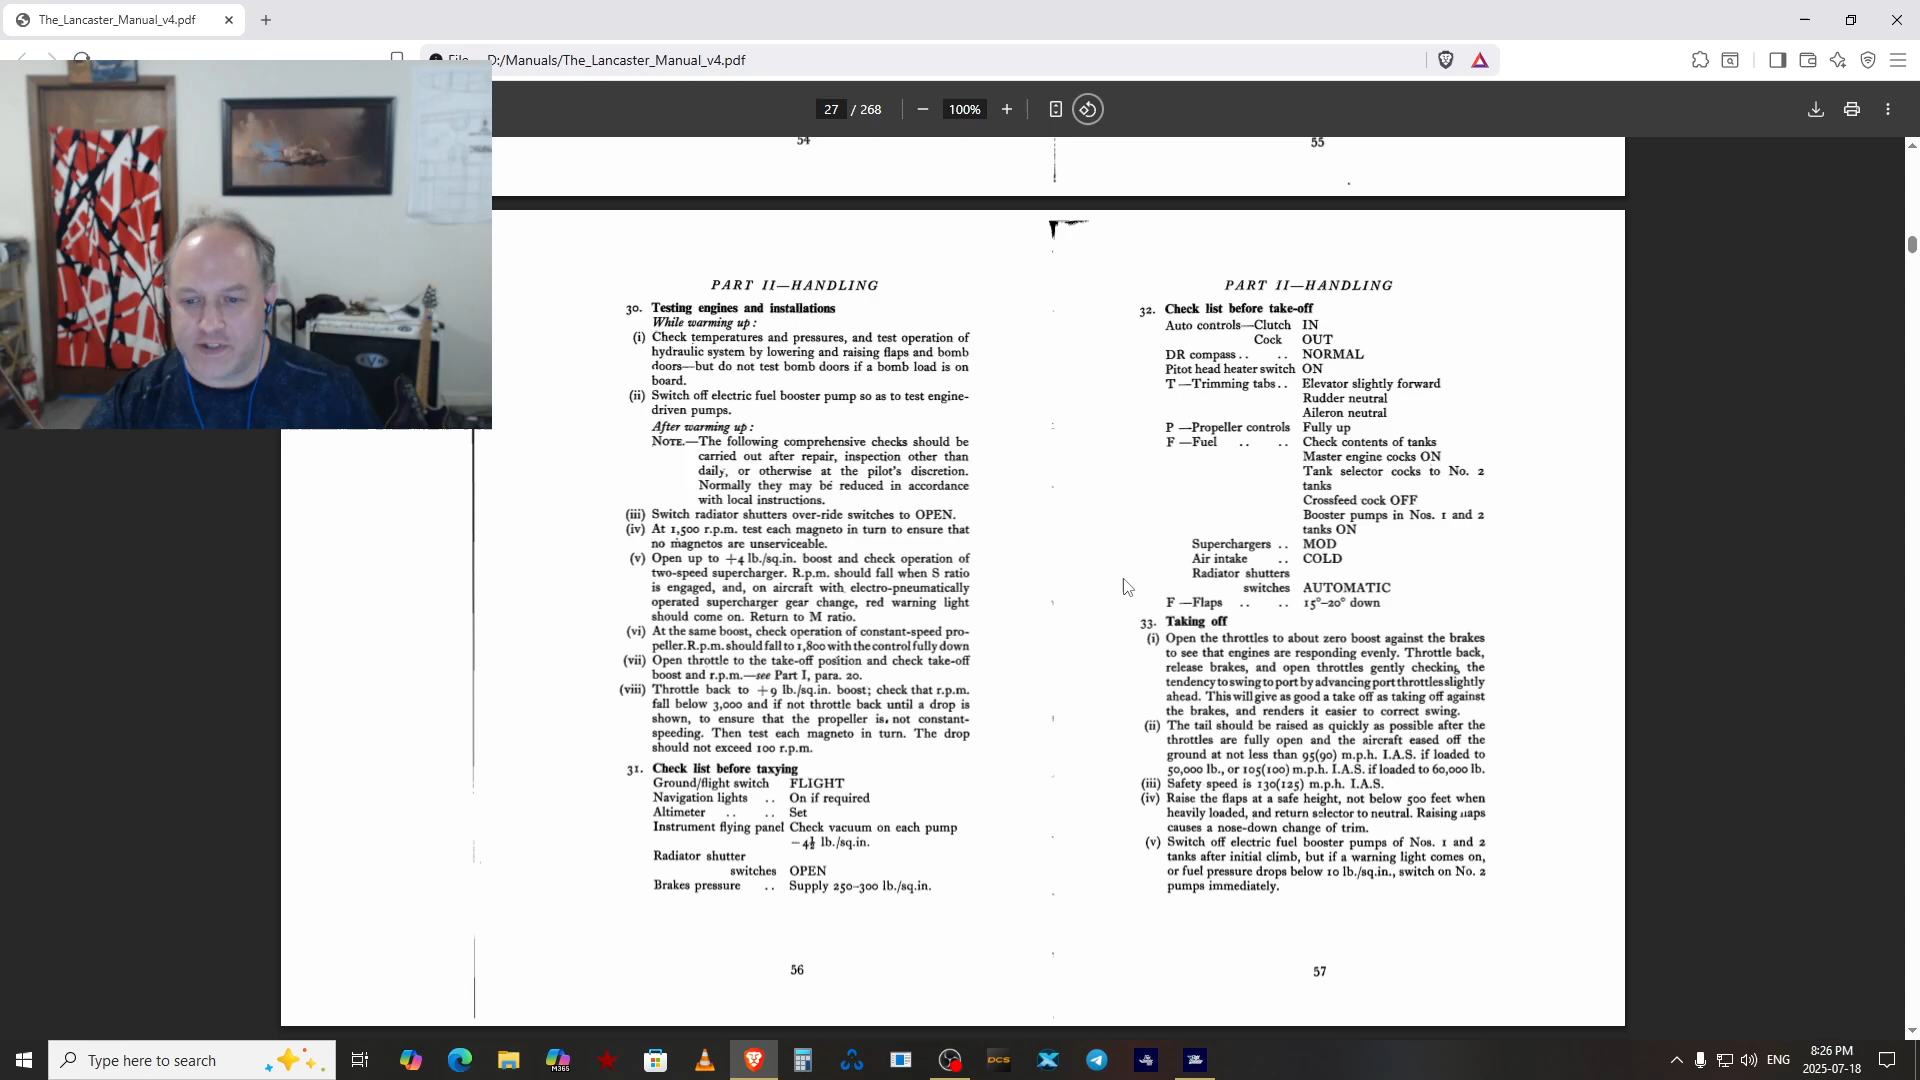 The_Lancaster_Manual_v4.pdf
File
D:/Manuals/The_Lancaster_Manual_v4.pdf
27 / 268
100%
54
55
PART II—HANDLING
30. Testing engines and installations
While warming up :
(i) Check temperatures and pressures, and test operation of
hydraulic system by lowering and raising flaps and bomb
doors—but do not test bomb doors if a bomb load is on
board.
(ii) Switch off electric fuel booster pump so as to test engine-
driven pumps.
After warming up :
NOTE.—The following comprehensive checks should be
carried out after repair, inspection other than
daily, or otherwise at the pilot's discretion.
Normally they may be reduced in accordance
with local instructions.
(iii) Switch radiator shutters over-ride switches to OPEN.
(iv) At 1,500 r.p.m. test each magneto in turn to ensure that
no magnetos are unserviceable.
(v) Open up to +4 lb./sq.in. boost and check operation of
two-speed supercharger. R.p.m. should fall when S ratio
is engaged, and, on aircraft with electro-pneumatically
operated supercharger gear change, red warning light
should come on. Return to M ratio.
(vi) At the same boost, check operation of constant-speed pro-
peller.R.p.m. should fall to 1,800 with the control fully down
(vii) Open throttle to the take-off position and check take-off
boost and r.p.m.—see Part I, para. 20.
(viii) Throttle back to +9 lb./sq.in. boost; check that r.p.m.
fall below 3,000 and if not throttle back until a drop is
shown, to ensure that the propeller is not constant-
speeding. Then test each magneto in turn. The drop
should not exceed 100 r.p.m.
31. Check list before taxying
Ground/flight switch FLIGHT
Navigation lights .. On if required
Altimeter .. .. Set
Instrument flying panel Check vacuum on each pump
−4½ lb./sq.in.
Radiator shutter
switches OPEN
Brakes pressure .. Supply 250–300 lb./sq.in.
56
PART II—HANDLING
32. Check list before take-off
Auto controls—Clutch IN
Cock OUT
DR compass .. .. NORMAL
Pitot head heater switch ON
T —Trimming tabs .. Elevator slightly forward
Rudder neutral
Aileron neutral
P —Propeller controls Fully up
F —Fuel .. .. Check contents of tanks
Master engine cocks ON
Tank selector cocks to No. 2
tanks
Crossfeed cock OFF
Booster pumps in Nos. 1 and 2
tanks ON
Superchargers .. MOD
Air intake .. COLD
Radiator shutters
switches AUTOMATIC
F —Flaps .. .. 15°–20° down
33. Taking off
(i) Open the throttles to about zero boost against the brakes
to see that engines are responding evenly. Throttle back,
release brakes, and open throttles gently checking the
tendency to swing to port by advancing port throttles slightly
ahead. This will give as good a take off as taking off against
the brakes, and renders it easier to correct swing.
(ii) The tail should be raised as quickly as possible after the
throttles are fully open and the aircraft eased off the
ground at not less than 95(90) m.p.h. I.A.S. if loaded to
50,000 lb., or 105(100) m.p.h. I.A.S. if loaded to 60,000 lb.
(iii) Safety speed is 130(125) m.p.h. I.A.S.
(iv) Raise the flaps at a safe height, not below 500 feet when
heavily loaded, and return selector to neutral. Raising flaps
causes a nose-down change of trim.
(v) Switch off electric fuel booster pumps of Nos. 1 and 2
tanks after initial climb, but if a warning light comes on,
or fuel pressure drops below 10 lb./sq.in., switch on No. 2
pumps immediately.
57
Type here to search
M365
DCS
ENG
8:26 PM
2025-07-18